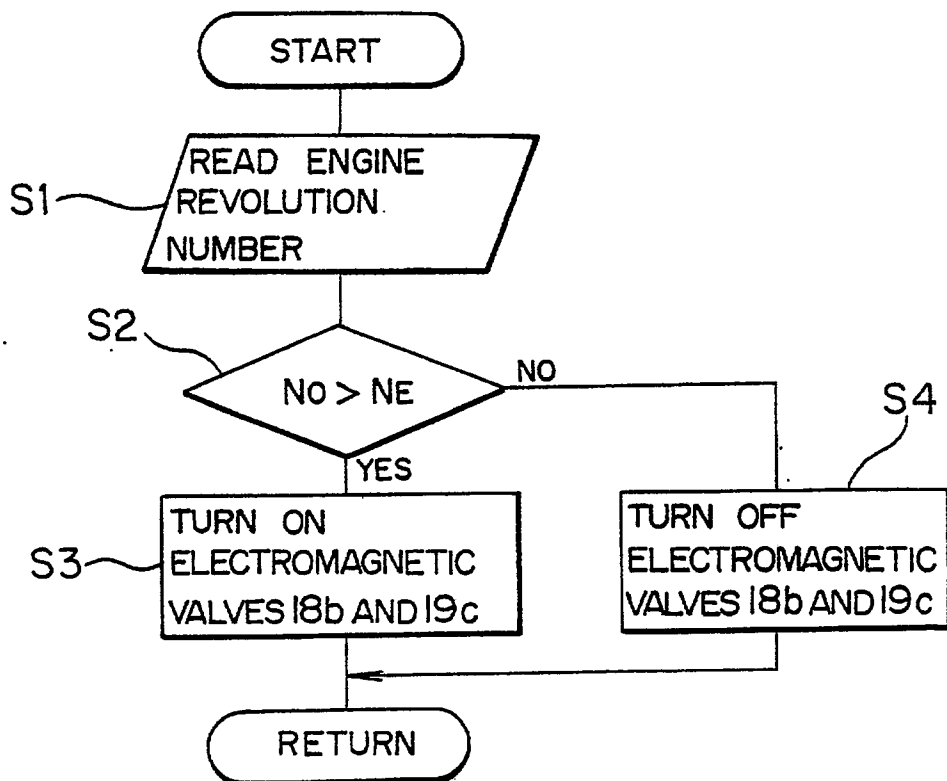 START
S1
READ ENGINE
REVOLUTION
NUMBER
S2
NO > NE
NO
YES
S3
TURN ON
ELECTROMAGNETIC
VALVES 18b AND 19c
S4
TURN OFF
ELECTROMAGNETIC
VALVES 18b AND 19c
RETURN